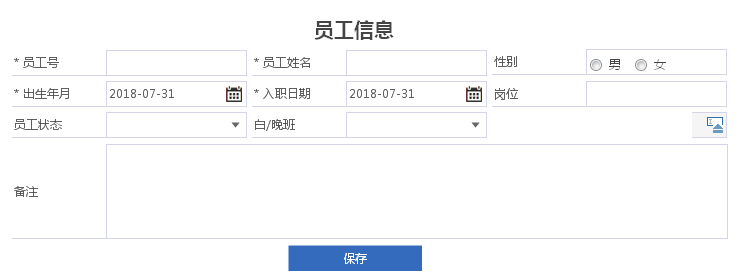 员工信息
* 员工号 * 员工姓名 性别 男 女
* 出生年月 2018-07-31 * 入职日期 2018-07-31 岗位
员工状态 白/晚班
备注
保存